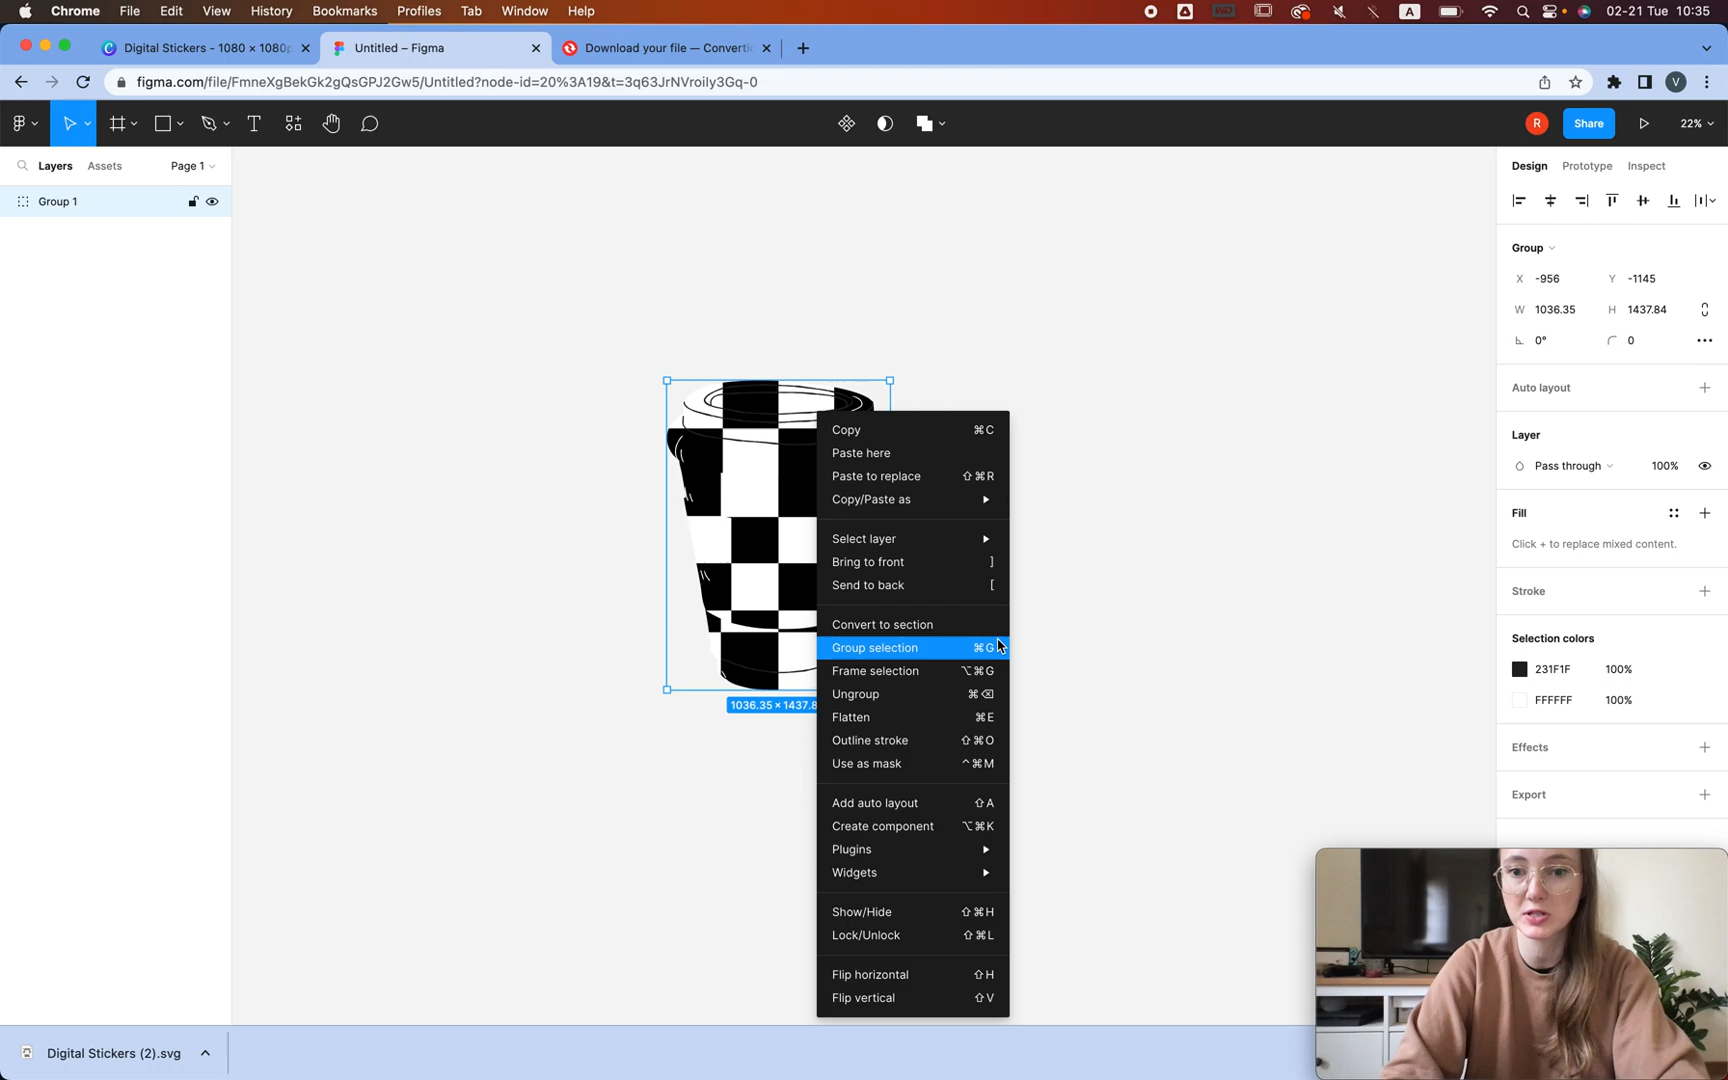 Chrome File Edit View History Bookmarks Profiles Tab Window Help 02-21 Tue 10:35
Digital Stickers - 1080 × 1080p Untitled – Figma Download your file — Converti
figma.com/file/FmneXgBekGk2gQsGPJ2Gw5/Untitled?node-id=20%3A19&t=3q63JrNVroily3Gq-0 V
R Share 22%
Layers Assets Page 1
Group 1
Design Prototype Inspect
Group
X -956 Y -1145
W 1036.35 H 1437.84
0° 0
Auto layout
Layer
Pass through 100%
Fill
Click + to replace mixed content.
Stroke
Selection colors
231F1F 100%
FFFFFF 100%
Effects
Export
Copy ⌘C
Paste here
Paste to replace ⇧⌘R
Copy/Paste as
Select layer
Bring to front ]
Send to back [
Convert to section
Group selection ⌘G
Frame selection ⌥⌘G
Ungroup ⌘⌫
Flatten ⌘E
Outline stroke ⇧⌘O
Use as mask ^⌘M
Add auto layout ⇧A
Create component ⌥⌘K
Plugins
Widgets
Show/Hide ⇧⌘H
Lock/Unlock ⇧⌘L
Flip horizontal ⇧H
Flip vertical ⇧V
1036.35 × 1437.8
Digital Stickers (2).svg